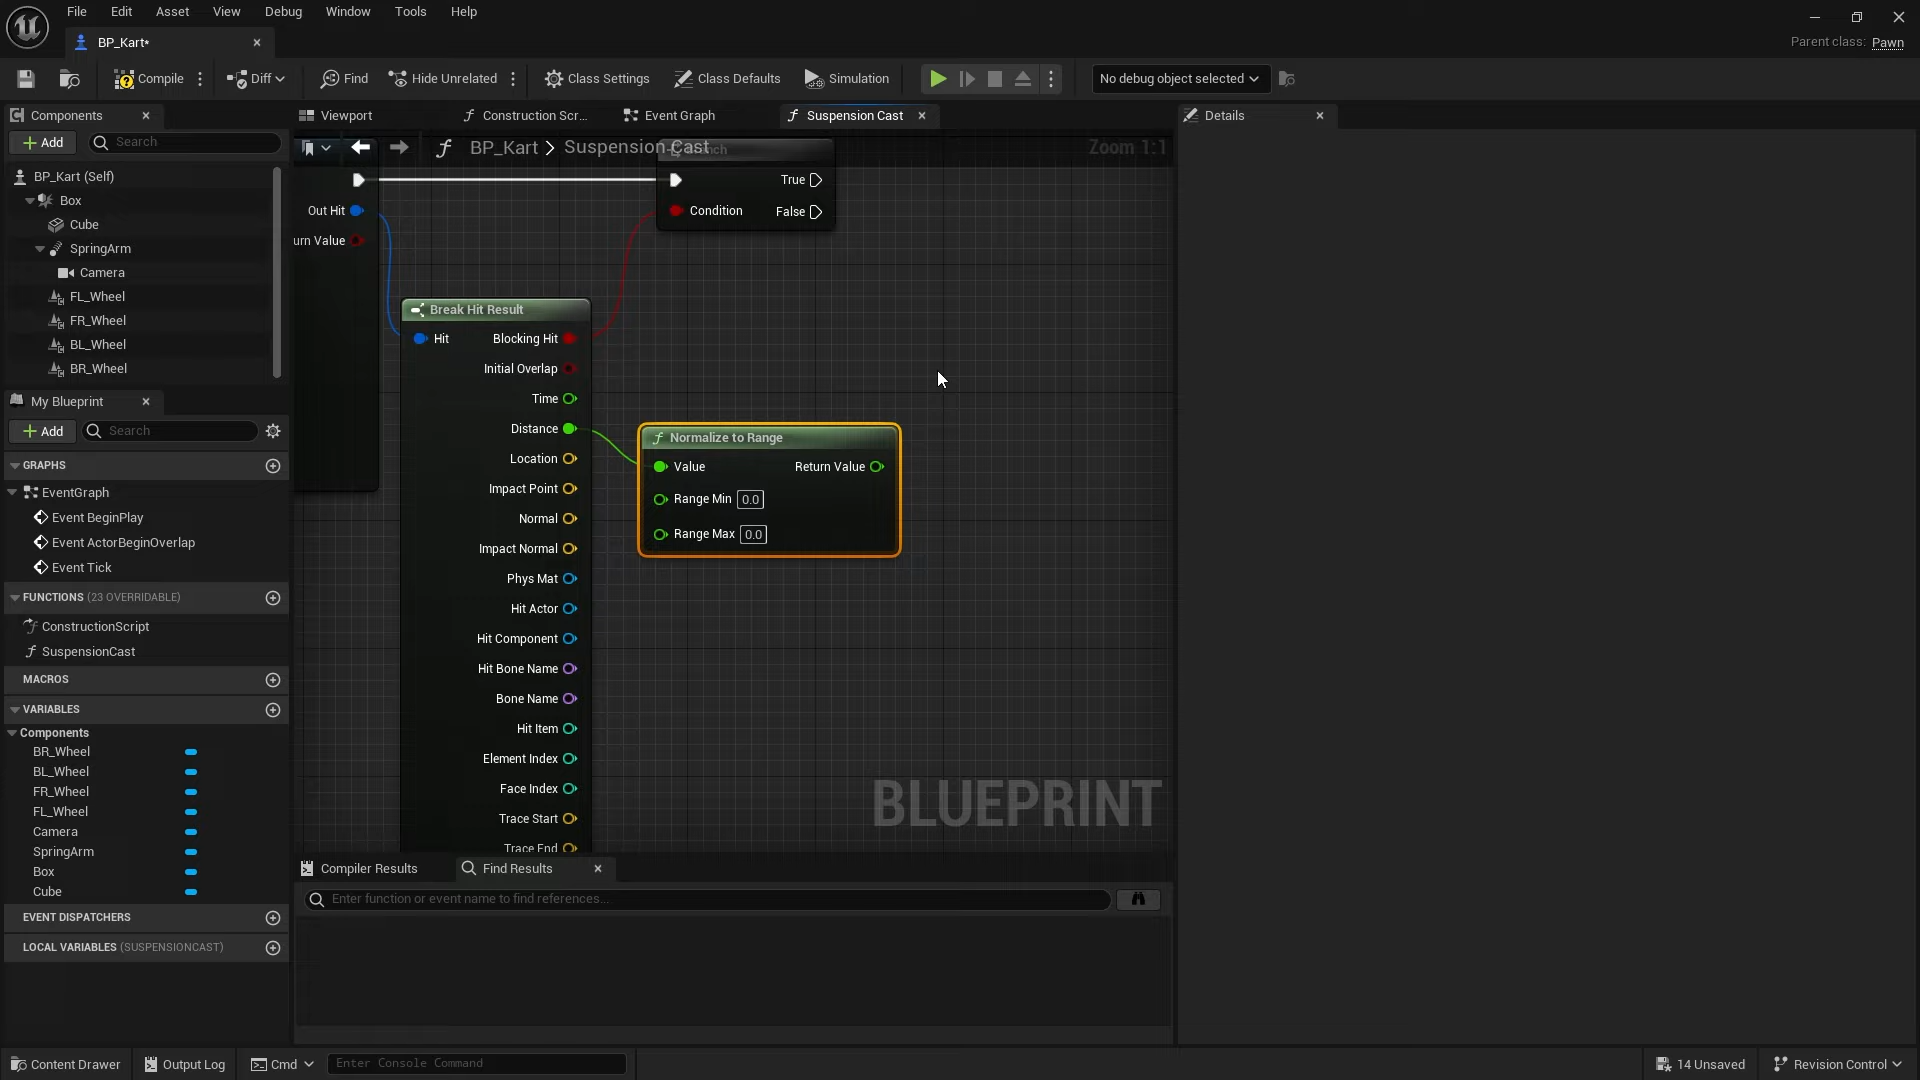 File Edit Asset View Debug Window Tools Help
BP_Kart*
Parent class: Pawn
Compile Diff Find Hide Unrelated Class Settings Class Defaults Simulation No debug object selected
Components
Add Search
BP_Kart (Self)
Box
Cube
SpringArm
Camera
FL_Wheel
FR_Wheel
BL_Wheel
BR_Wheel
My Blueprint
Add Search
GRAPHS
EventGraph
Event BeginPlay
Event ActorBeginOverlap
Event Tick
FUNCTIONS (23 OVERRIDABLE)
ConstructionScript
SuspensionCast
MACROS
VARIABLES
Components
BR_Wheel
BL_Wheel
FR_Wheel
FL_Wheel
Camera
SpringArm
Box
Cube
EVENT DISPATCHERS
LOCAL VARIABLES (SUSPENSIONCAST)
Viewport Construction Scr... Event Graph Suspension Cast
BP_Kart > Suspension Cast Zoom 1:1
True
Out Hit
Condition False
urn Value
Break Hit Result
Hit Blocking Hit
Initial Overlap
Time
Distance
Location
Impact Point
Normal
Impact Normal
Phys Mat
Hit Actor
Hit Component
Hit Bone Name
Bone Name
Hit Item
Element Index
Face Index
Trace Start
Trace End
Normalize to Range
Value Return Value
Range Min 0.0
Range Max 0.0
BLUEPRINT
Compiler Results Find Results
Enter function or event name to find references...
Details
Content Drawer Output Log Cmd Enter Console Command 14 Unsaved Revision Control